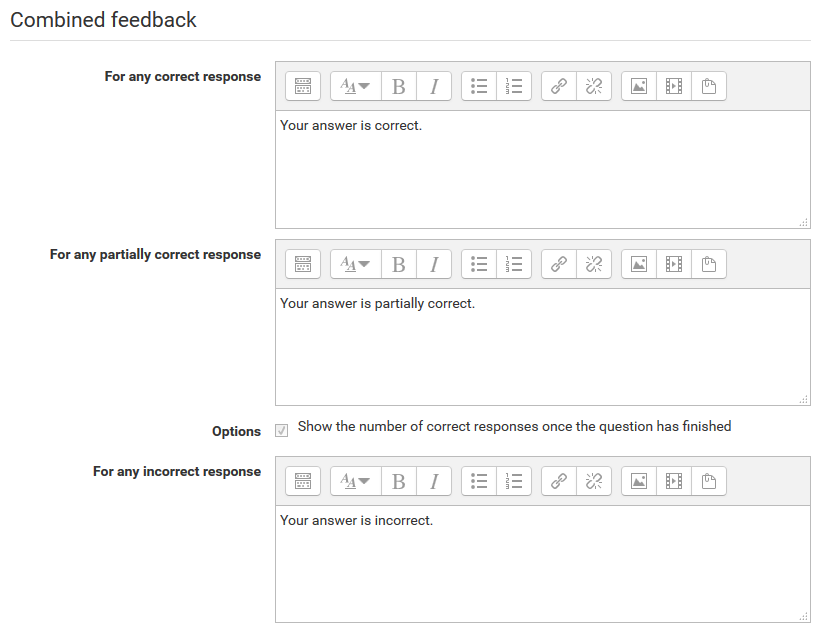 Combined feedback
For any correct response
Your answer is correct.
For any partially correct response
Your answer is partially correct.
Options Show the number of correct responses once the question has finished
For any incorrect response
Your answer is incorrect.